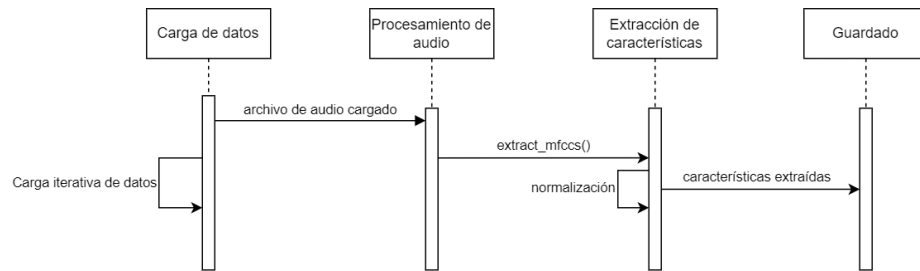 Carga de datos
Procesamiento de
audio
Extracción de
características
Guardado
archivo de audio cargado
extract_mfccs()
Carga iterativa de datos
normalización
características extraídas